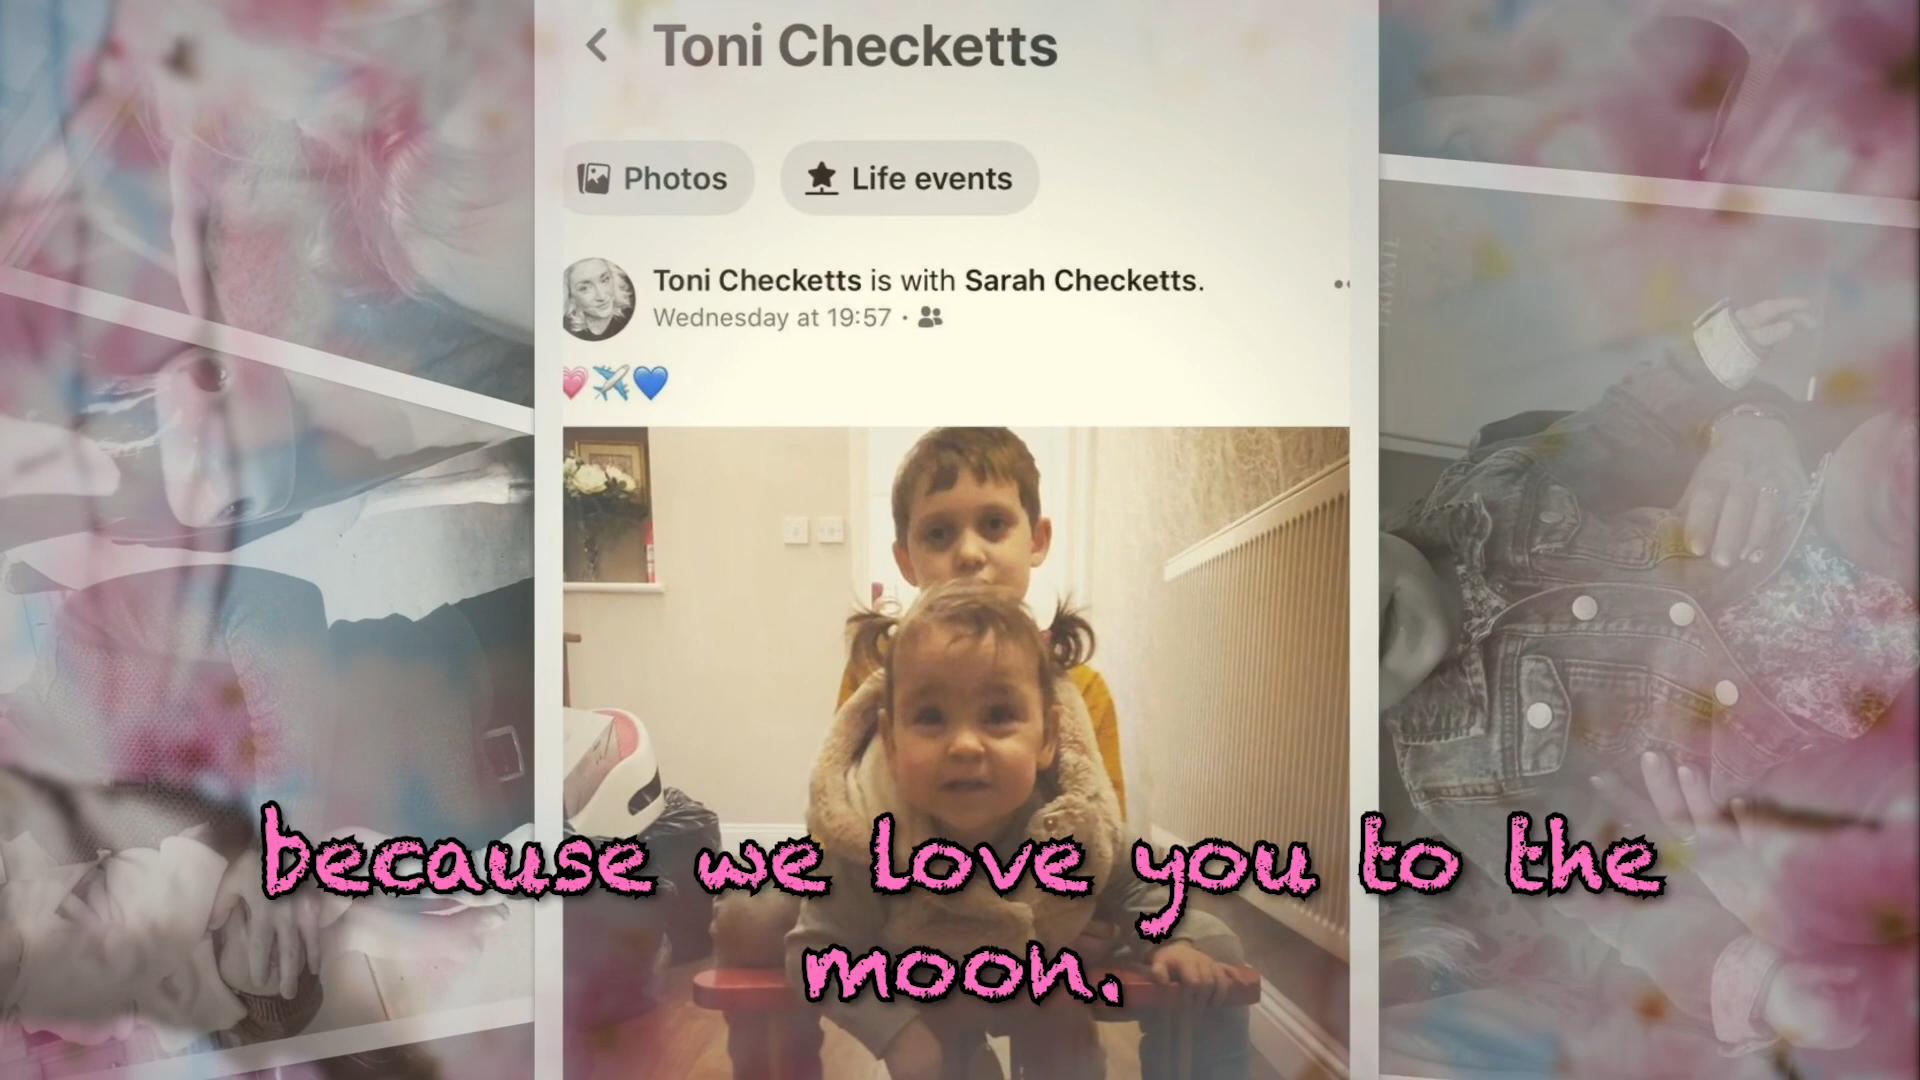 Toni Checketts
Photos
Life events
Toni Checketts is with Sarah Checketts.
Wednesday at 19:57 ·
💗✈️💙
because we love you to the
moon.